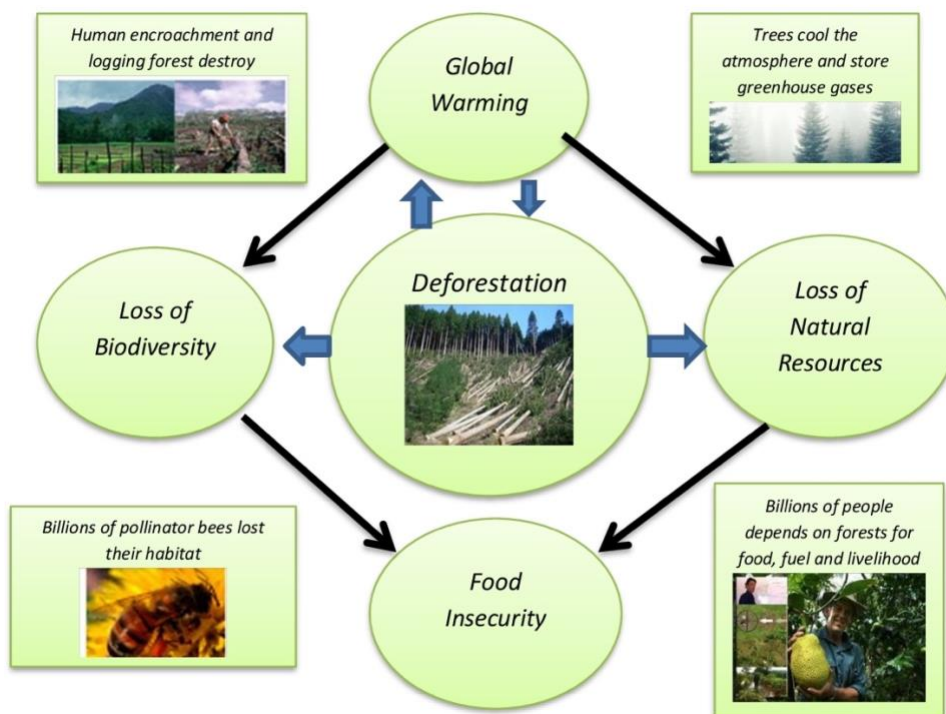 Human encroachment and
logging forest destroy
Global
Warming
Trees cool the
atmosphere and store
greenhouse gases
Loss of
Biodiversity
Deforestation
Loss of
Natural
Resources
Billions of pollinator bees lost
their habitat
Food
Insecurity
Billions of people
depends on forests for
food, fuel and livelihood